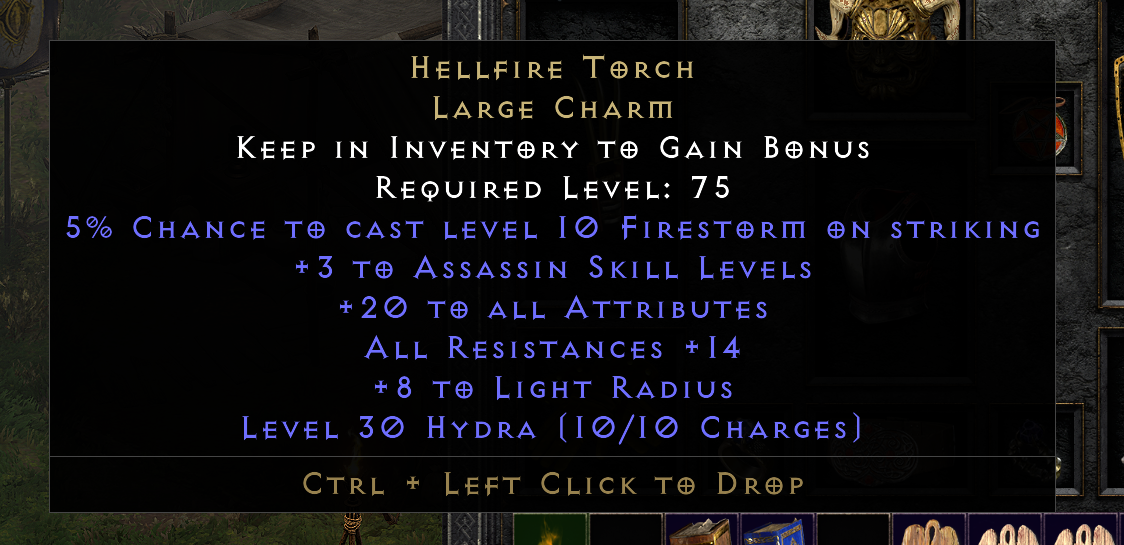 Hellfire Torch
Large Charm
Keep in Inventory to Gain Bonus
Required Level: 75
5% Chance to cast level 10 Firestorm on striking
+3 to Assassin Skill Levels
+20 to all Attributes
All Resistances +14
+8 to Light Radius
Level 30 Hydra (10/10 Charges)
Ctrl + Left Click to Drop